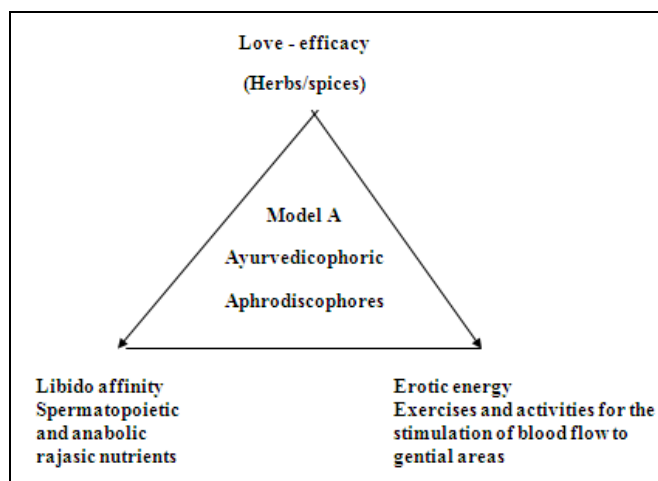 Love - efficacy
(Herbs/spices)
Model A
Ayurvedicophoric
Aphrodiscophores
Libido affinity
Spermatopoietic
and anabolic
rajasic nutrients
Erotic energy
Exercises and activities for the
stimulation of blood flow to
gential areas